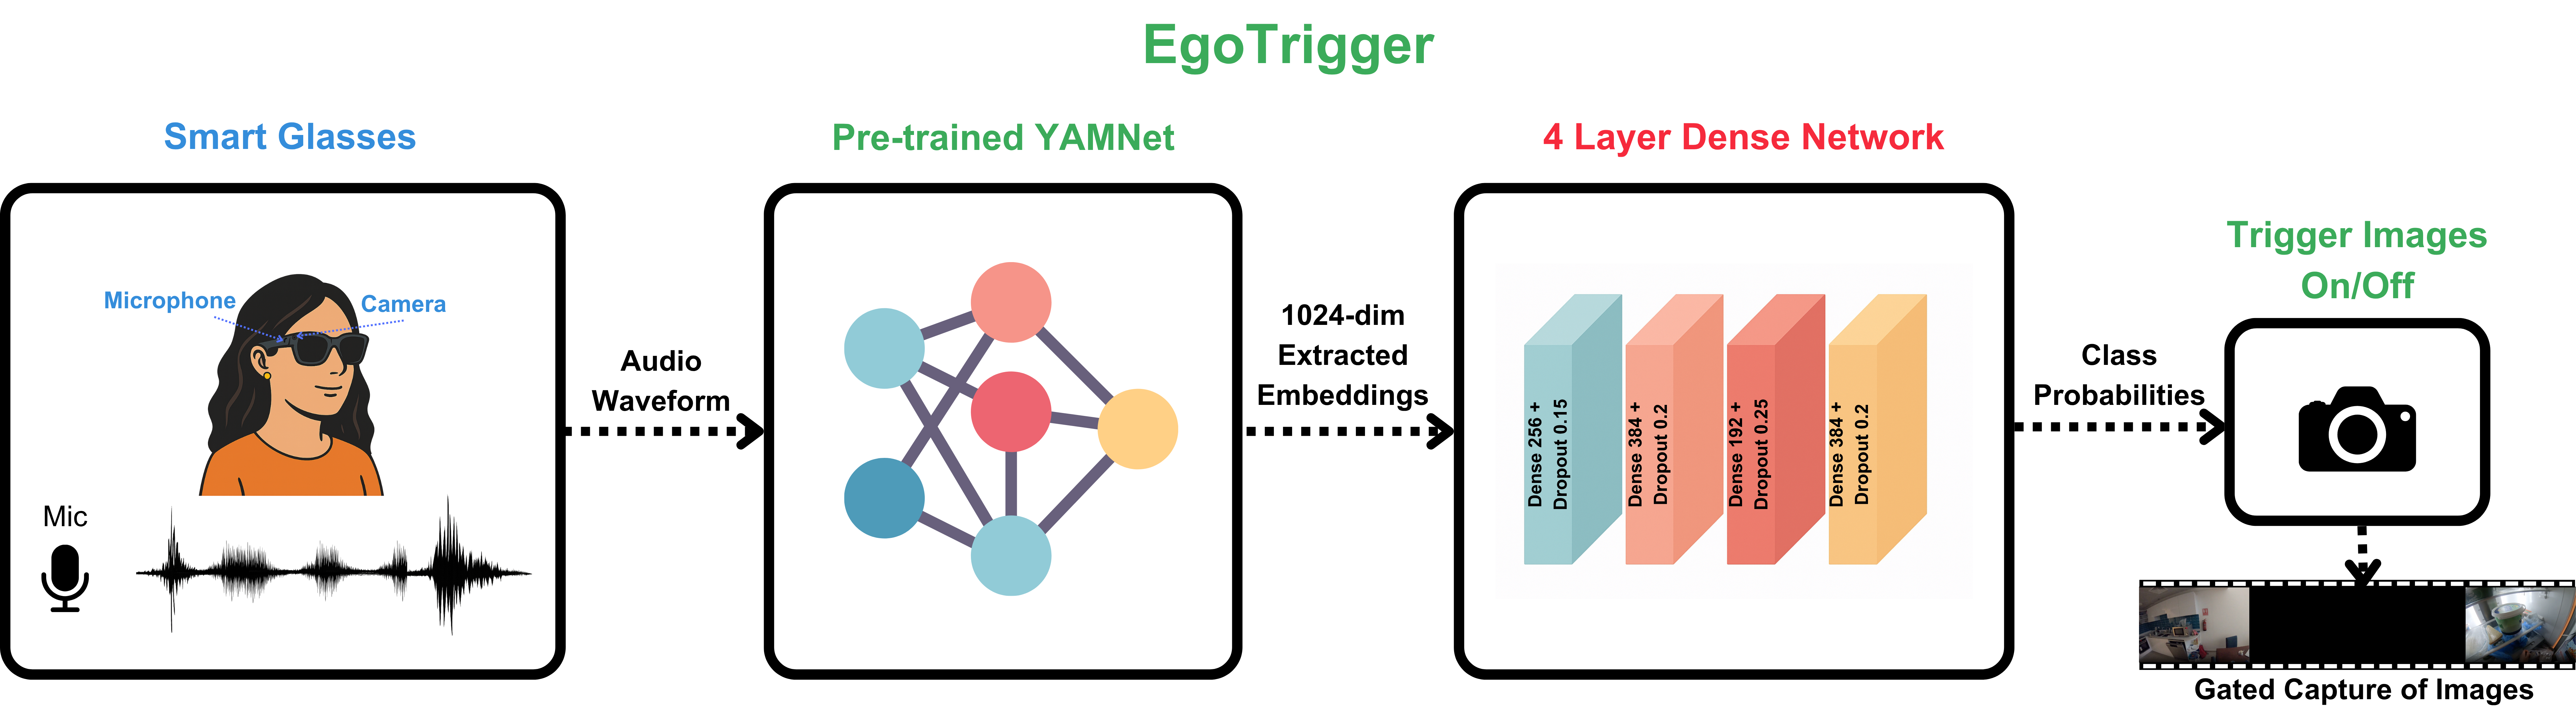 EgoTrigger
Smart Glasses
Microphone
Camera
Mic
Audio
Waveform
Pre-trained YAMNet
1024-dim
Extracted
Embeddings
4 Layer Dense Network
Dense 256 +
Dropout 0.15
Dense 384 +
Dropout 0.2
Dense 192 +
Dropout 0.25
Dense 384 +
Dropout 0.2
Class
Probabilities
Trigger Images
On/Off
Gated Capture of Images